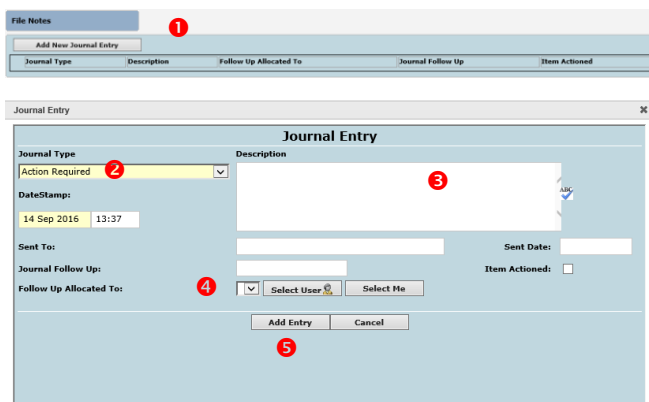 File Notes
1
Add New Journal Entry
Journal Type Description Follow Up Allocated To Journal Follow Up Item Actioned
Journal Entry
Journal Entry
Journal Type Description
Action Required 2
3
ABC
DateStamp:
14 Sep 2016 13:37
Sent To: Sent Date:
Journal Follow Up: Item Actioned:
Follow Up Allocated To: 4 Select User Select Me
Add Entry Cancel
5